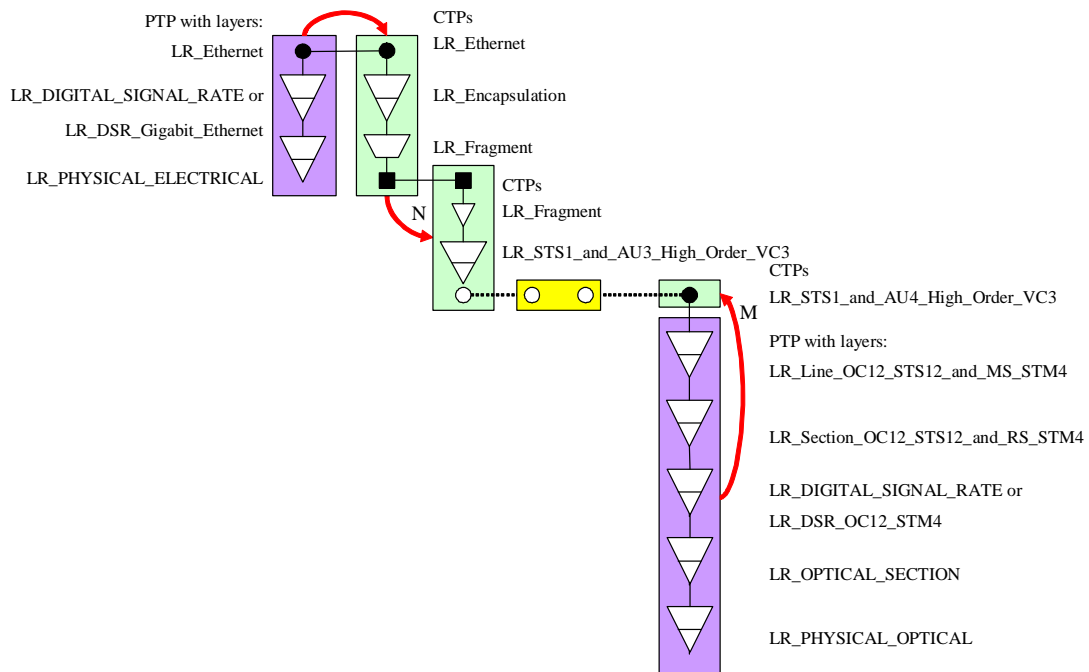 PTP with layers:
LR_Ethernet
LR_DIGITAL_SIGNAL_RATE or
LR_DSR_Gigabit_Ethernet
LR_PHYSICAL_ELECTRICAL
CTPs
LR_Ethernet
LR_Encapsulation
LR_Fragment
N
CTPs
LR_Fragment
LR_STS1_and_AU3_High_Order_VC3
CTPs
LR_STS1_and_AU4_High_Order_VC3
M
PTP with layers:
LR_Line_OC12_STS12_and_MS_STM4
LR_Section_OC12_STS12_and_RS_STM4
LR_DIGITAL_SIGNAL_RATE or
LR_DSR_OC12_STM4
LR_OPTICAL_SECTION
LR_PHYSICAL_OPTICAL